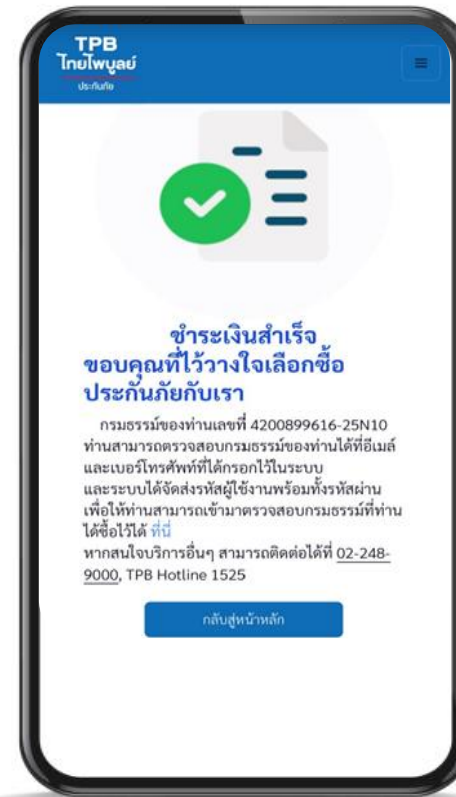 TPB
ไทยไพบูลย์
ประกันภัย
ชำระเงินสำเร็จ
ขอบคุณที่ไว้วางใจเลือกซื้อ
ประกันภัยกับเรา
กรมธรรม์ของท่านเลขที่ 4200899616-25N10
ท่านสามารถตรวจสอบกรมธรรม์ของท่านได้ที่อีเมล์
และเบอร์โทรศัพท์ที่ได้กรอกไว้ในระบบ
และระบบได้จัดส่งรหัสผู้ใช้งานพร้อมทั้งรหัสผ่าน
เพื่อให้ท่านสามารถเข้ามาตรวจสอบกรมธรรม์ที่ท่าน
ได้ซื้อไว้ได้ ที่นี่
หากสนใจบริการอื่นๆ สามารถติดต่อได้ที่ 02-248-
9000, TPB Hotline 1525
กลับสู่หน้าหลัก